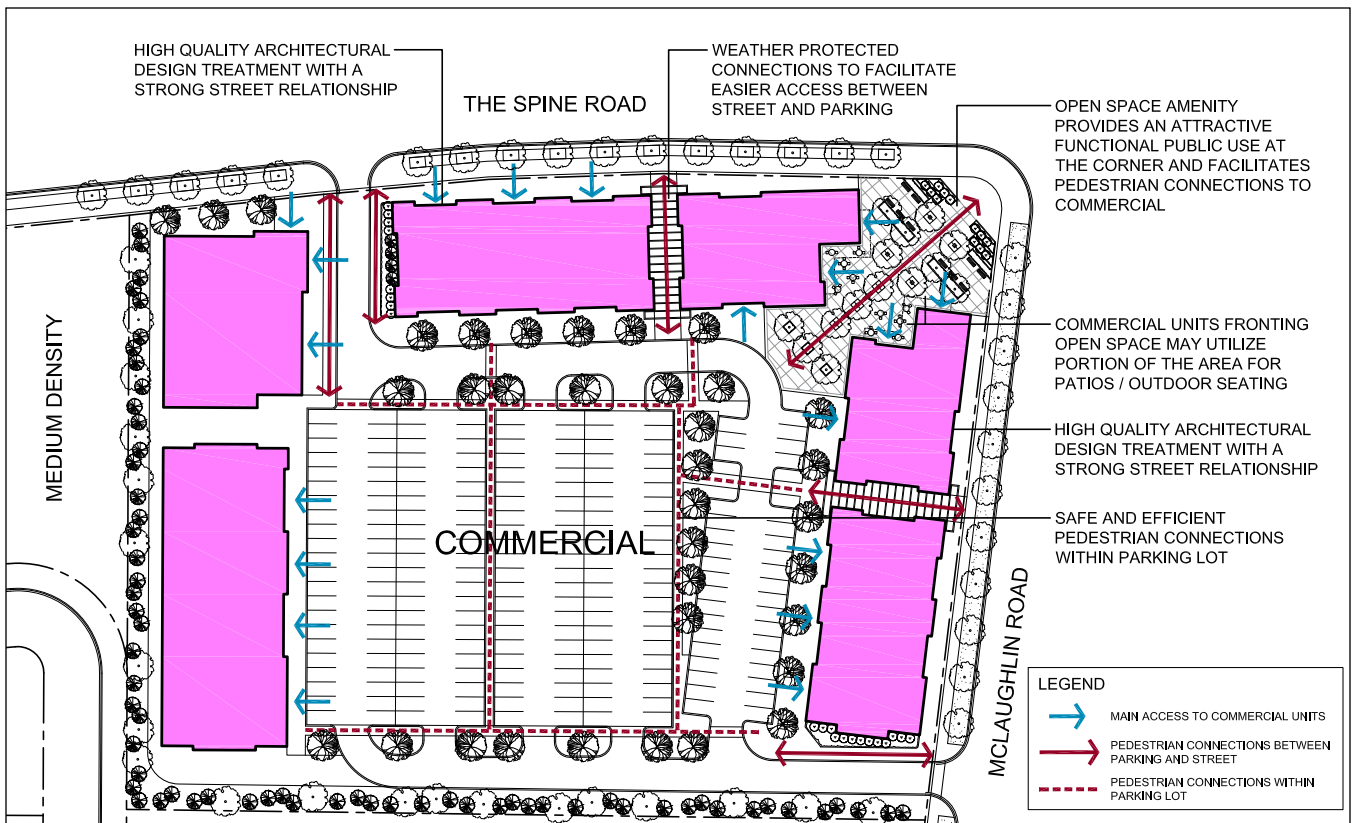 HIGH QUALITY ARCHITECTURAL
DESIGN TREATMENT WITH A
STRONG STREET RELATIONSHIP
WEATHER PROTECTED
CONNECTIONS TO FACILITATE
EASIER ACCESS BETWEEN
STREET AND PARKING
THE SPINE ROAD
OPEN SPACE AMENITY
PROVIDES AN ATTRACTIVE
FUNCTIONAL PUBLIC USE AT
THE CORNER AND FACILITATES
PEDESTRIAN CONNECTIONS TO
COMMERCIAL
COMMERCIAL UNITS FRONTING
OPEN SPACE MAY UTILIZE
PORTION OF THE AREA FOR
PATIOS / OUTDOOR SEATING
HIGH QUALITY ARCHITECTURAL
DESIGN TREATMENT WITH A
STRONG STREET RELATIONSHIP
SAFE AND EFFICIENT
PEDESTRIAN CONNECTIONS
WITHIN PARKING LOT
MEDIUM DENSITY
COMMERCIAL
MCLAUGHLIN ROAD
LEGEND
MAIN ACCESS TO COMMERCIAL UNITS
PEDESTRIAN CONNECTIONS BETWEEN
PARKING AND STREET
PEDESTRIAN CONNECTIONS WITHIN
PARKING LOT